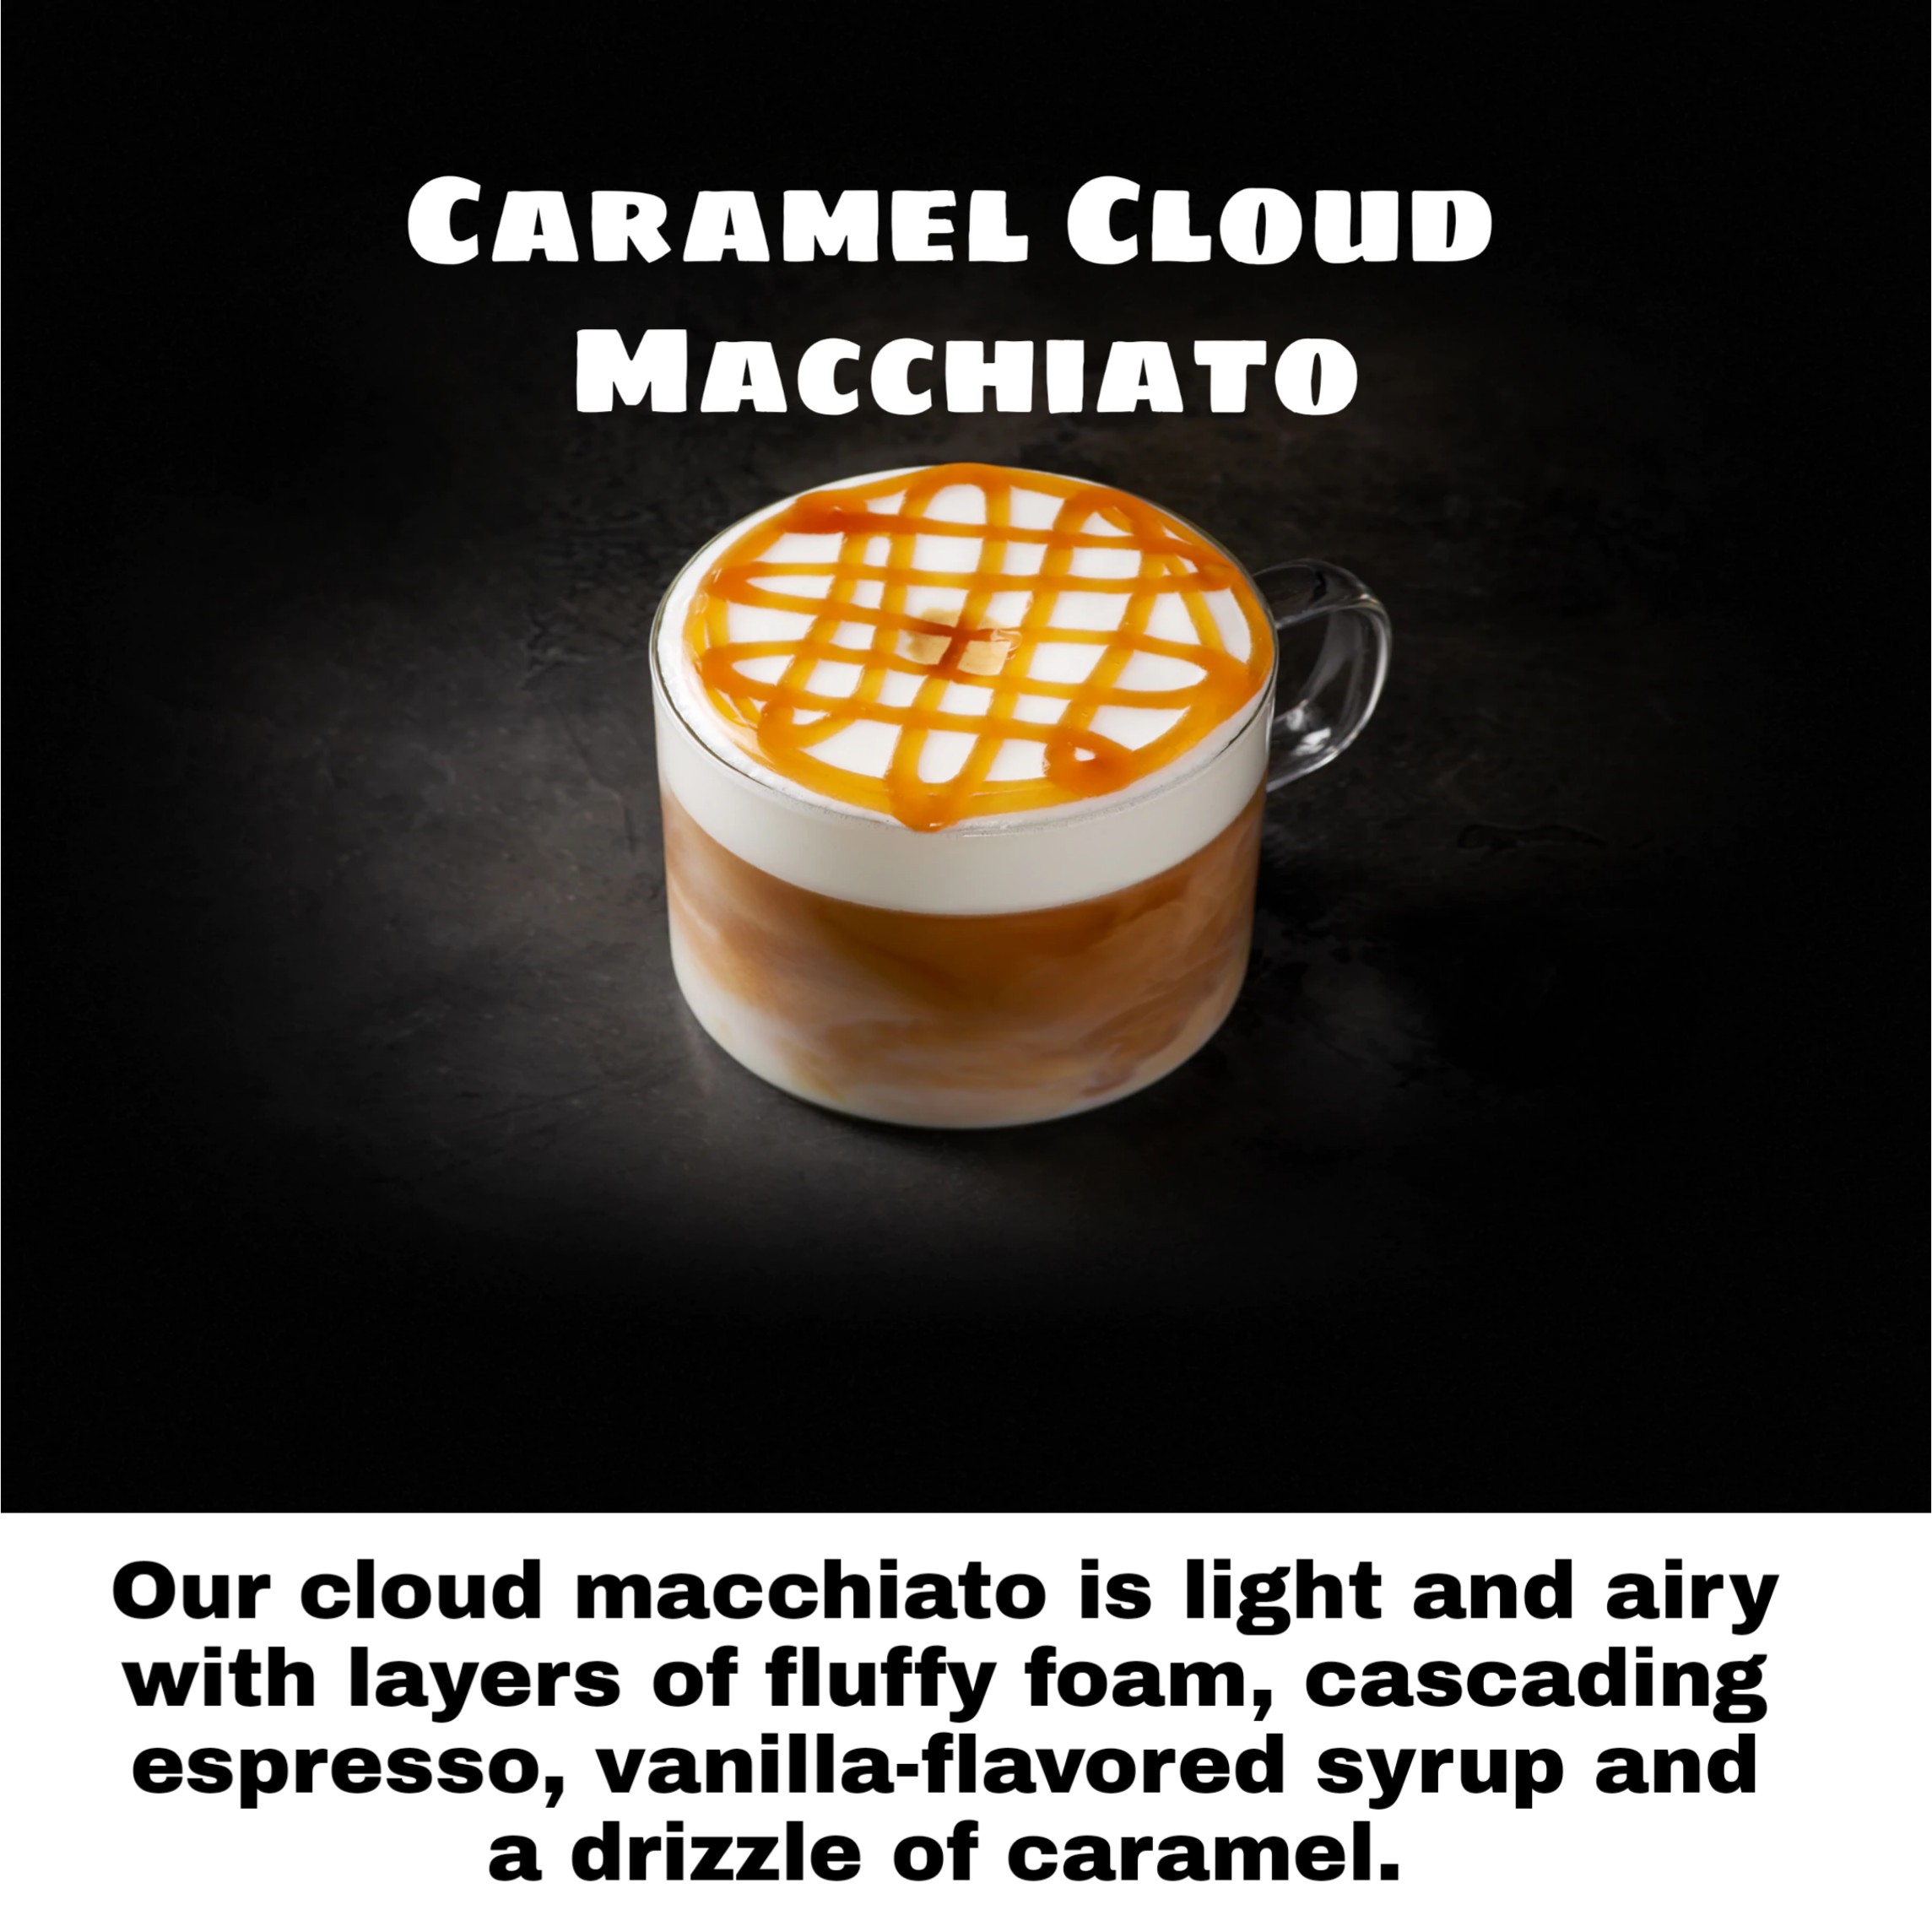 Caramel Cloud
Macchiato
Our cloud macchiato is light and airy
with layers of fluffy foam, cascading
espresso, vanilla-flavored syrup and
a drizzle of caramel.